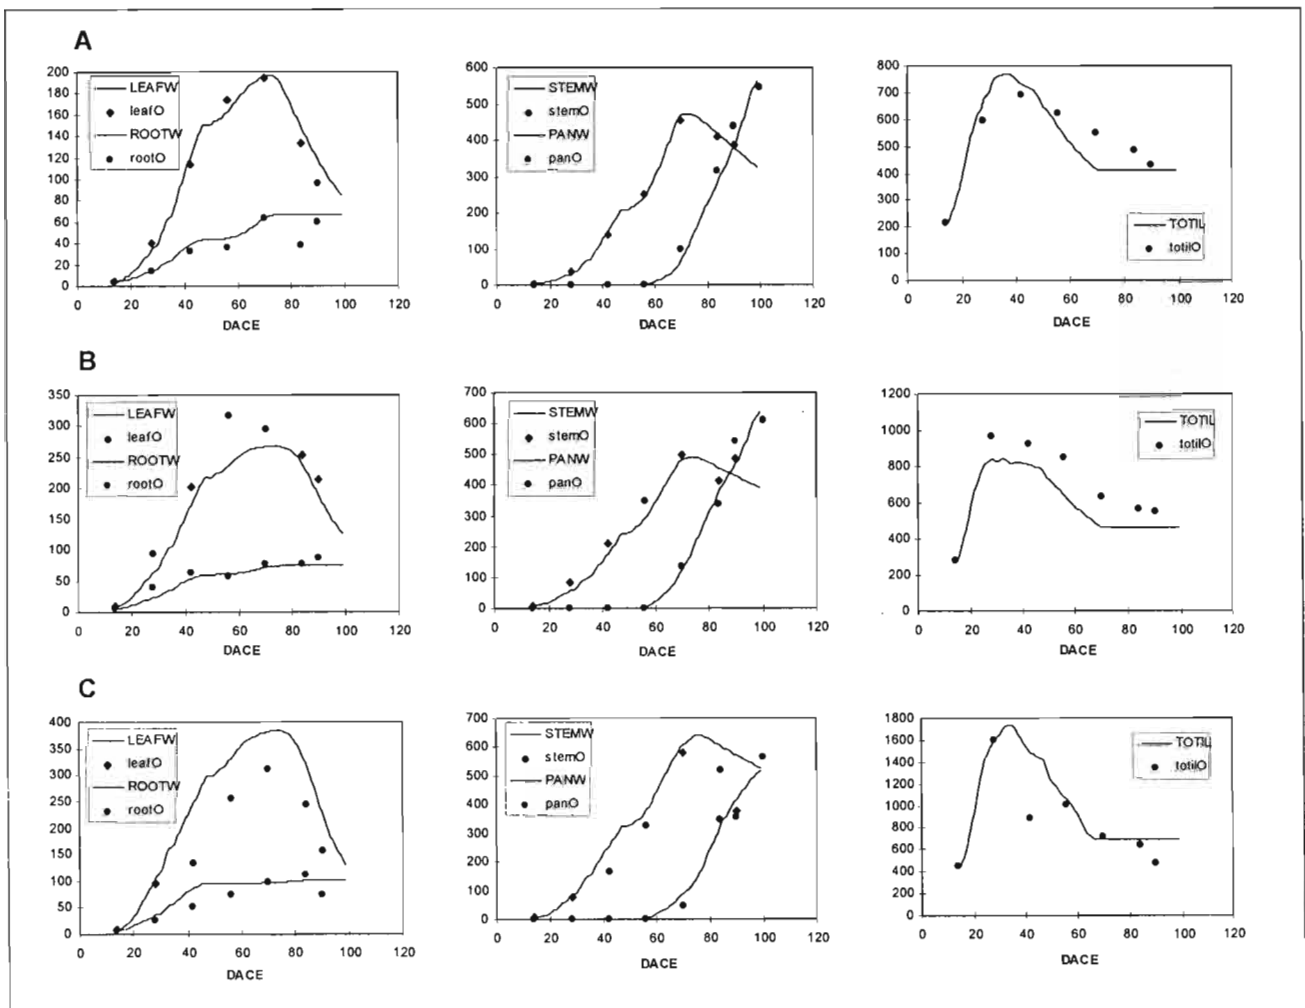 A
200
180
160
140
120
100
80
60
40
20
0
LEAFW
leafO
ROOTW
rootO
0 20 40 60 80 100 120
DACE
600
500
400
300
200
100
0
STEMW
stemO
PANW
panO
0 20 40 60 80 100 120
DACE
800
700
600
500
400
300
200
100
0
TOTIL
totilO
0 20 40 60 80 100 120
DACE
B
350
300
250
200
150
100
50
0
LEAFW
leafO
ROOTW
rootO
0 20 40 60 80 100 120
DACE
700
600
500
400
300
200
100
0
STEMW
stemO
PANW
panO
0 20 40 60 80 100 120
DACE
1200
1000
800
600
400
200
0
TOTIL
totilO
0 20 40 60 80 100 120
DACE
C
400
350
300
250
200
150
100
50
0
LEAFW
leafO
ROOTW
rootO
0 20 40 60 80 100 120
DACE
700
600
500
400
300
200
100
0
STEMW
stemO
PANW
panO
0 20 40 60 80 100 120
DACE
1800
1600
1400
1200
1000
800
600
400
200
0
TOTIL
totilO
0 20 40 60 80 100 120
DACE